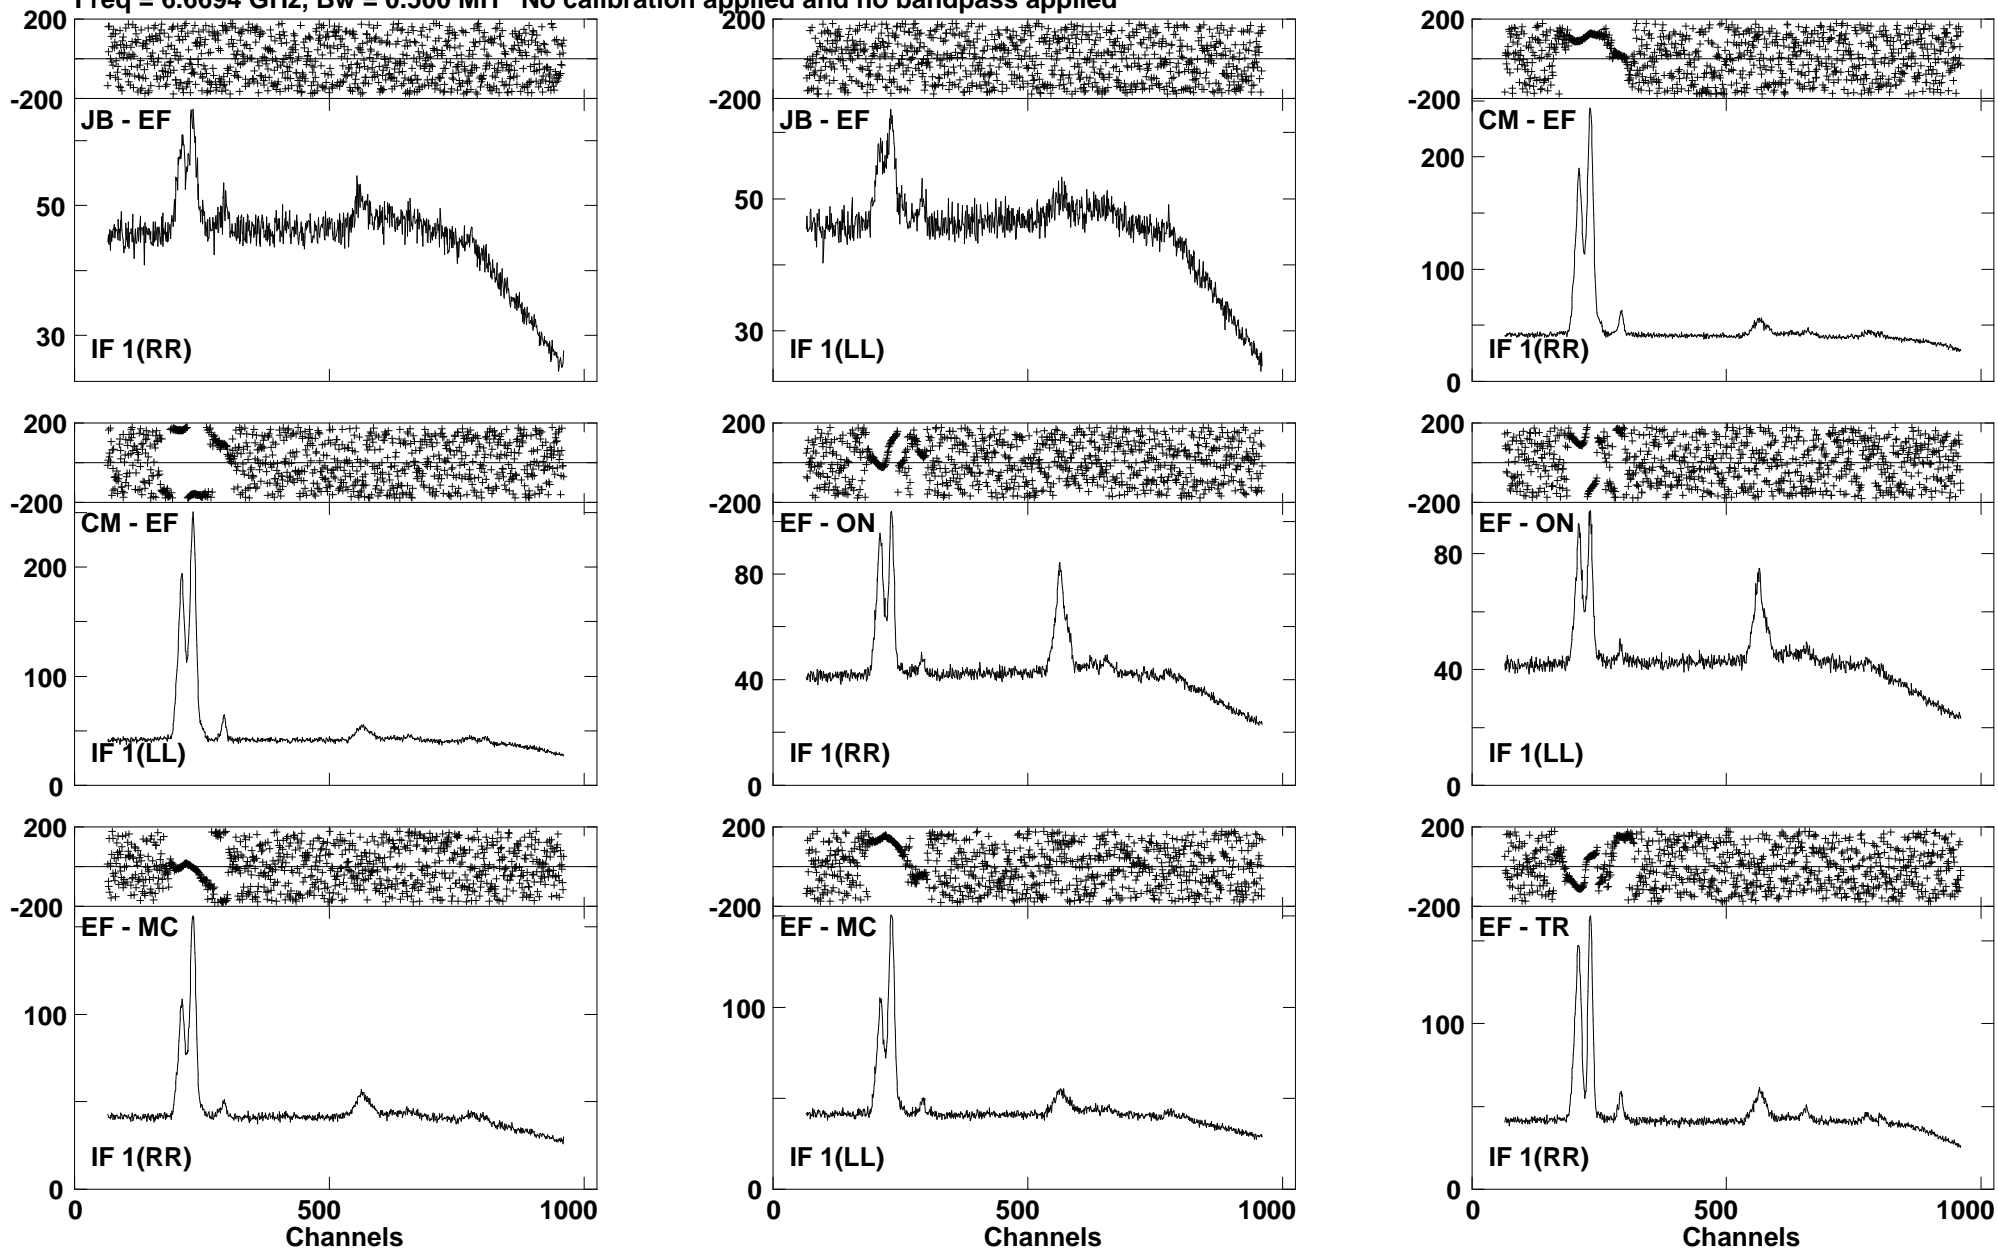 Freq = 6.6694 GHz, Bw = 0.500 MH No calibration applied and no bandpass applied
200
-200
JB - EF
50
30
IF 1(RR)
-200
JB - EF
50
30
IF 1(LL)
200
-200
CM - EF
200
100
0
IF 1(RR)
200
-200
CM - EF
200
100
0
IF 1(LL)
200
-200
EF - ON
80
40
0
IF 1(RR)
200
-200
EF - ON
80
40
0
IF 1(LL)
200
-200
EF - MC
100
0
IF 1(RR)
0 500 1000
Channels
200
-200
EF - MC
100
0
IF 1(LL)
0 500 1000
Channels
200
-200
EF - TR
100
0
IF 1(RR)
0 500 1000
Channels